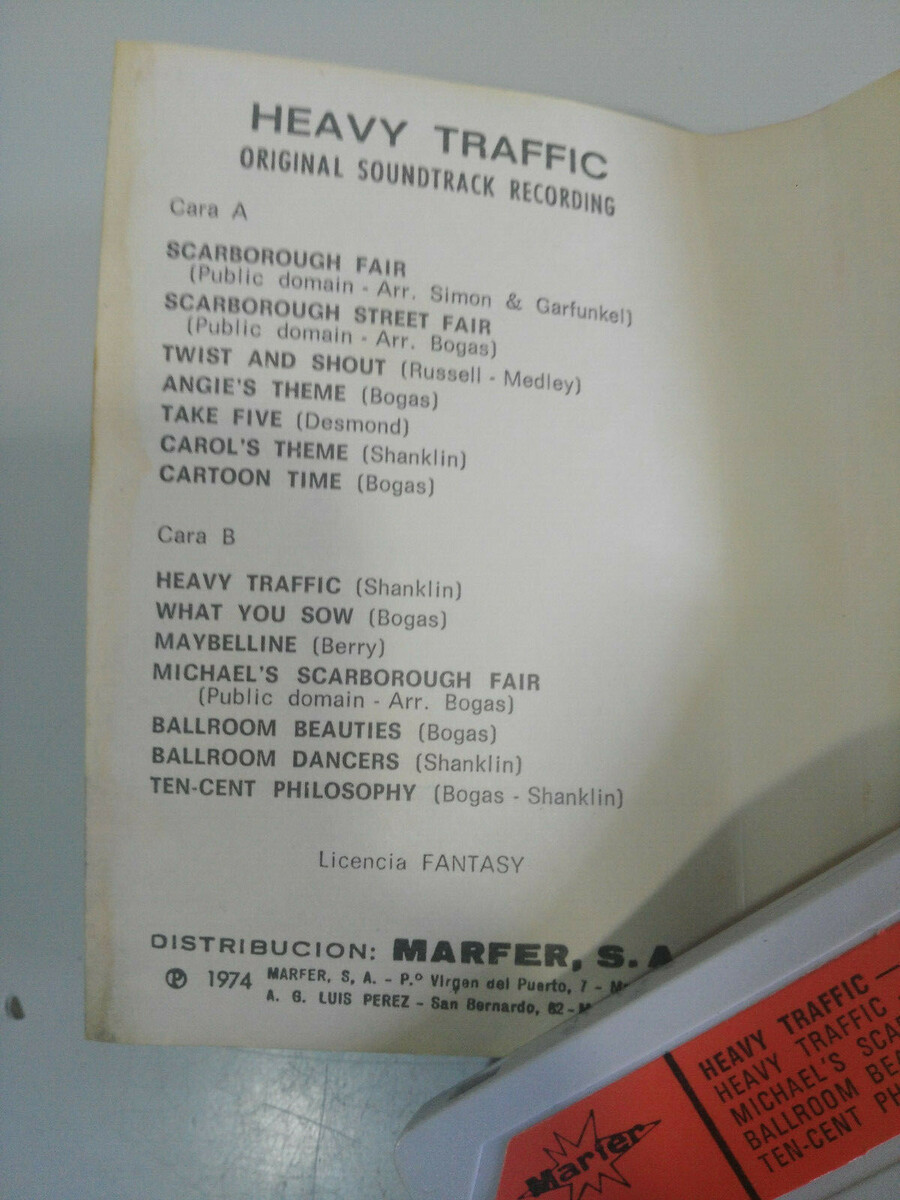 HEAVY TRAFFIC
ORIGINAL SOUNDTRACK RECORDING
Cara A
SCARBOROUGH FAIR
(Public domain - Arr. Simon & Garfunkel)
SCARBOROUGH STREET FAIR
(Public domain - Arr. Bogas)
TWIST AND SHOUT (Russell - Medley)
ANGIE'S THEME (Bogas)
TAKE FIVE (Desmond)
CAROL'S THEME (Shanklin)
CARTOON TIME (Bogas)
Cara B
HEAVY TRAFFIC (Shanklin)
WHAT YOU SOW (Bogas)
MAYBELLINE (Berry)
MICHAEL'S SCARBOROUGH FAIR
(Public domain - Arr. Bogas)
BALLROOM BEAUTIES (Bogas)
BALLROOM DANCERS (Shanklin)
TEN-CENT PHILOSOPHY (Bogas - Shanklin)
Licencia FANTASY
DISTRIBUCION: MARFER, S. A
℗ 1974 MARFER, S, A. - P.º Virgen del Puerto, 7 -
A. G. LUIS PEREZ - San Bernardo, 82 -
HEAVY TRAFFIC —
HEAVY TRAFFIC
MICHAEL'S
BALLROOM
TEN-CENT
Marfer